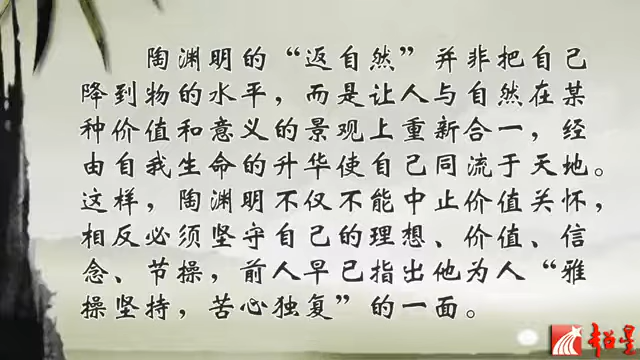 陶渊明的“返自然”并非把自己
降到物的水平，而是让人与自然在某
种价值和意义的景观上重新合一，经
由自我生命的升华使自己同流于天地。
这样，陶渊明不仅不能中止价值关怀，
相反必须坚守自己的理想、价值、信
念、节操，前人早已指出他为人“雅
操坚持，苦心独复”的一面。
超星